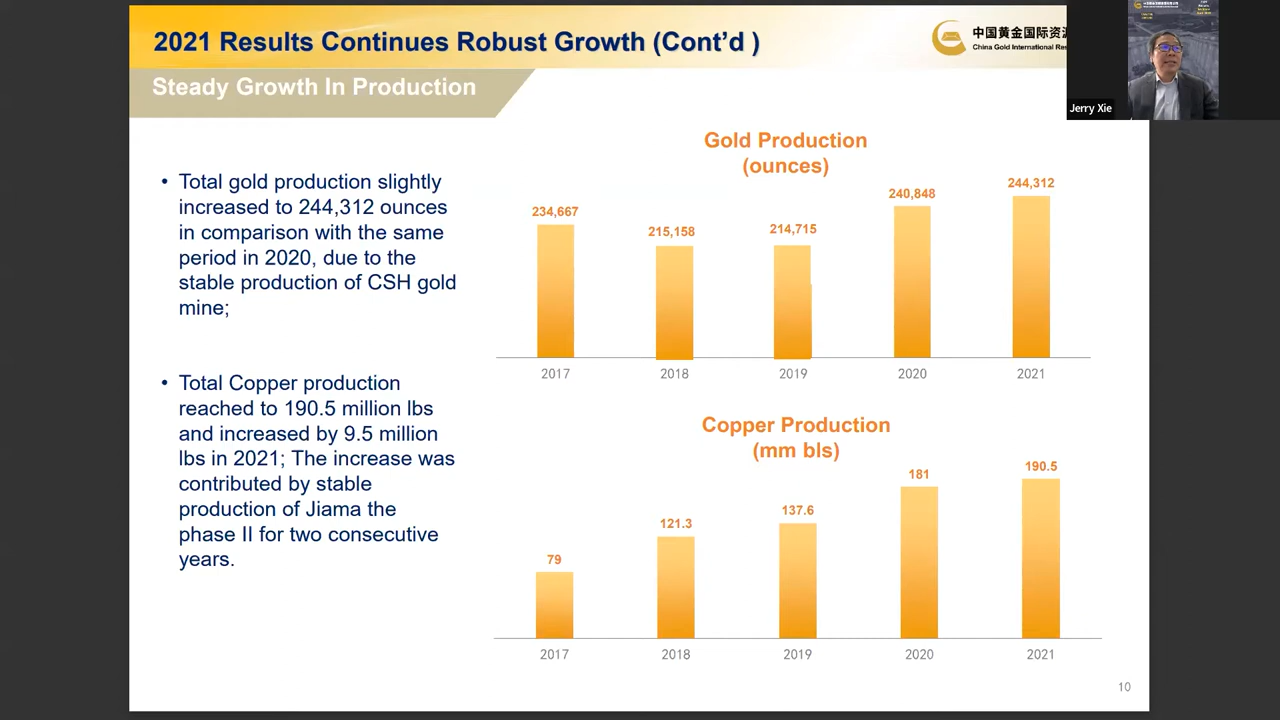 2021 Results Continues Robust Growth (Cont’d )
中国黄金国际资源
China Gold International Res
Steady Growth In Production
Jerry Xie
• Total gold production slightly
increased to 244,312 ounces
in comparison with the same
period in 2020, due to the
stable production of CSH gold
mine;
• Total Copper production
reached to 190.5 million lbs
and increased by 9.5 million
lbs in 2021; The increase was
contributed by stable
production of Jiama the
phase II for two consecutive
years.
Gold Production
(ounces)
234,667
215,158
214,715
240,848
244,312
2017 2018 2019 2020 2021
Copper Production
(mm bls)
79
121.3
137.6
181
190.5
2017 2018 2019 2020 2021
10